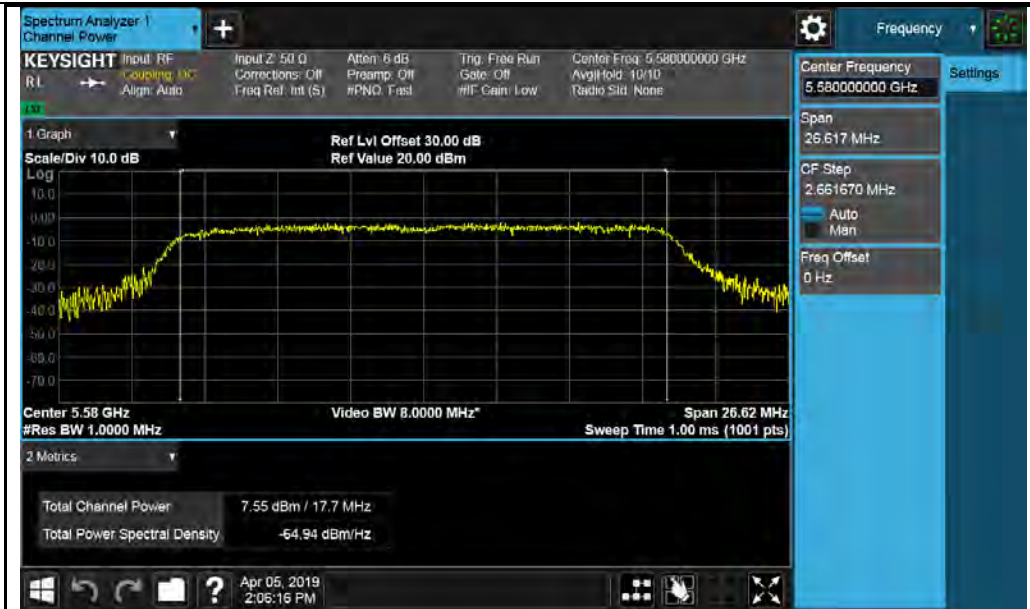 Spectrum Analyzer 1
Channel Power
+
Frequency
KEYSIGHT Input: RF
Input Z: 50 Ω
Atten: 6 dB
Trig: Free Run
Center Freq: 5.580000000 GHz
RL
Coupling: DC
Corrections: Off
Preamp: Off
Gate: Off
Avg|Hold: 10/10
Align: Auto
Freq Ref: Int (S)
#PNO: Fast
#IF Gain: Low
Radio Std: None
Center Frequency
5.580000000 GHz
Settings
Span
26.617 MHz
CF Step
2.661670 MHz
Auto
Man
Freq Offset
0 Hz
1 Graph
Ref Lvl Offset 30.00 dB
Scale/Div 10.0 dB
Ref Value 20.00 dBm
Log
10.0
0.00
-10.0
-20.0
-30.0
-40.0
-50.0
-60.0
-70.0
Center 5.58 GHz
Video BW 8.0000 MHz*
Span 26.62 MHz
#Res BW 1.0000 MHz
Sweep Time 1.00 ms (1001 pts)
2 Metrics
Total Channel Power 7.55 dBm / 17.7 MHz
Total Power Spectral Density -64.94 dBm/Hz
?
Apr 05, 2019
2:06:16 PM